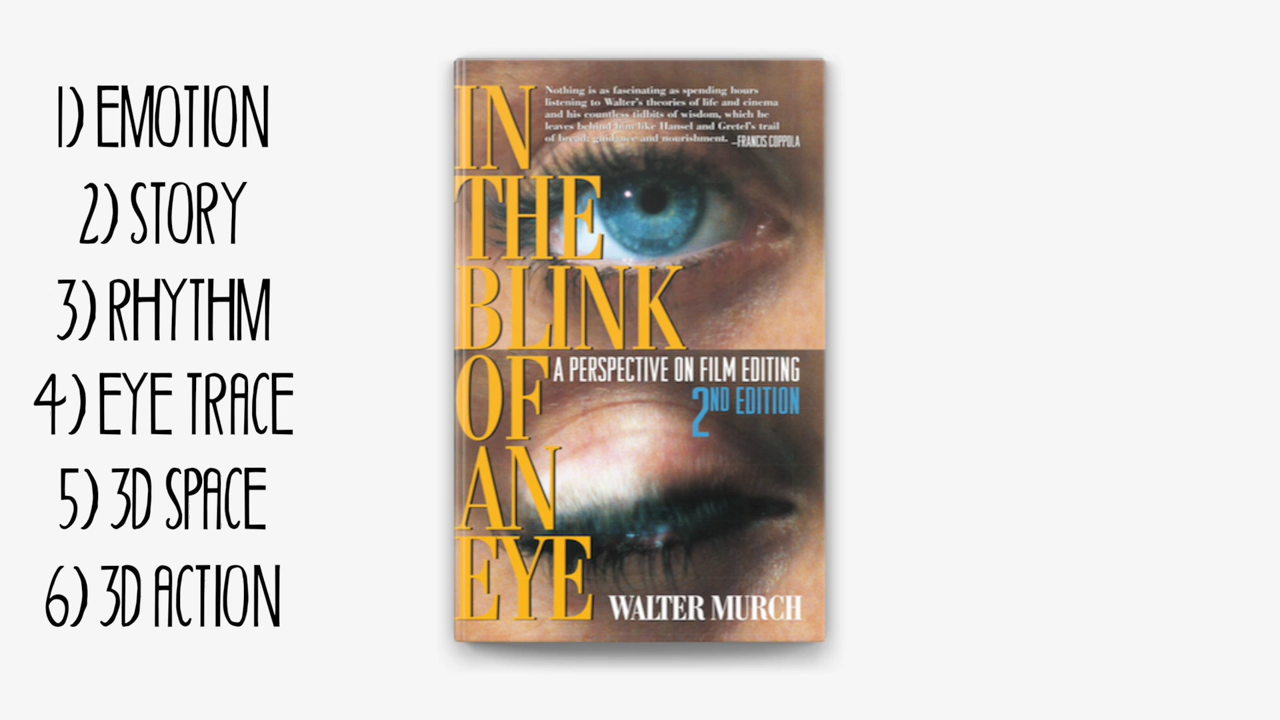 1) EMOTION
2) STORY
3) RHYTHM
4) EYE TRACE
5) 3D SPACE
6) 3D ACTION
IN
THE
BLINK
OF
AN
EYE
Nothing is as fascinating as spending hours
listening to Walter's theories of life and cinema
and his countless tidbits of wisdom, which he
leaves behind him like Hansel and Gretel's trail
of bread: guidance and nourishment. –FRANCIS COPPOLA
A PERSPECTIVE ON FILM EDITING
2ND EDITION
WALTER MURCH